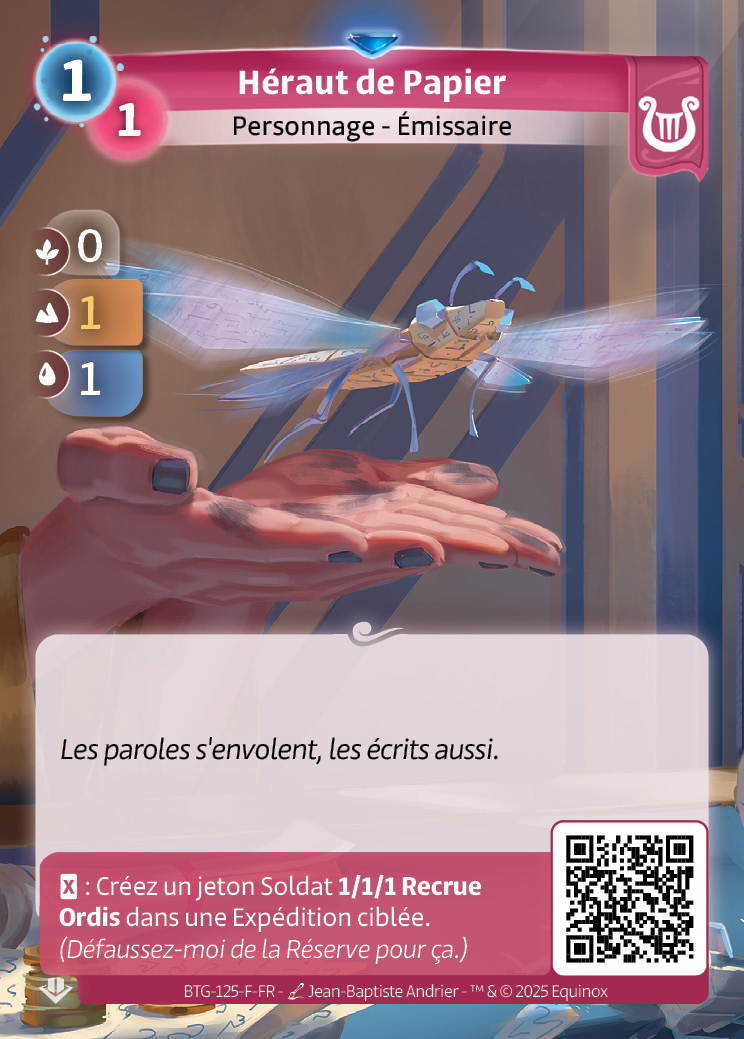 1
Héraut de Papier
1
Personnage - Émissaire
0
1
1
Les paroles s'envolent, les écrits aussi.
X : Créez un jeton Soldat 1/1/1 Recrue
Ordis dans une Expédition ciblée.
(Défaussez-moi de la Réserve pour ça.)
BTG-125-F-FR - Jean-Baptiste Andrier - ™ & © 2025 Equinox